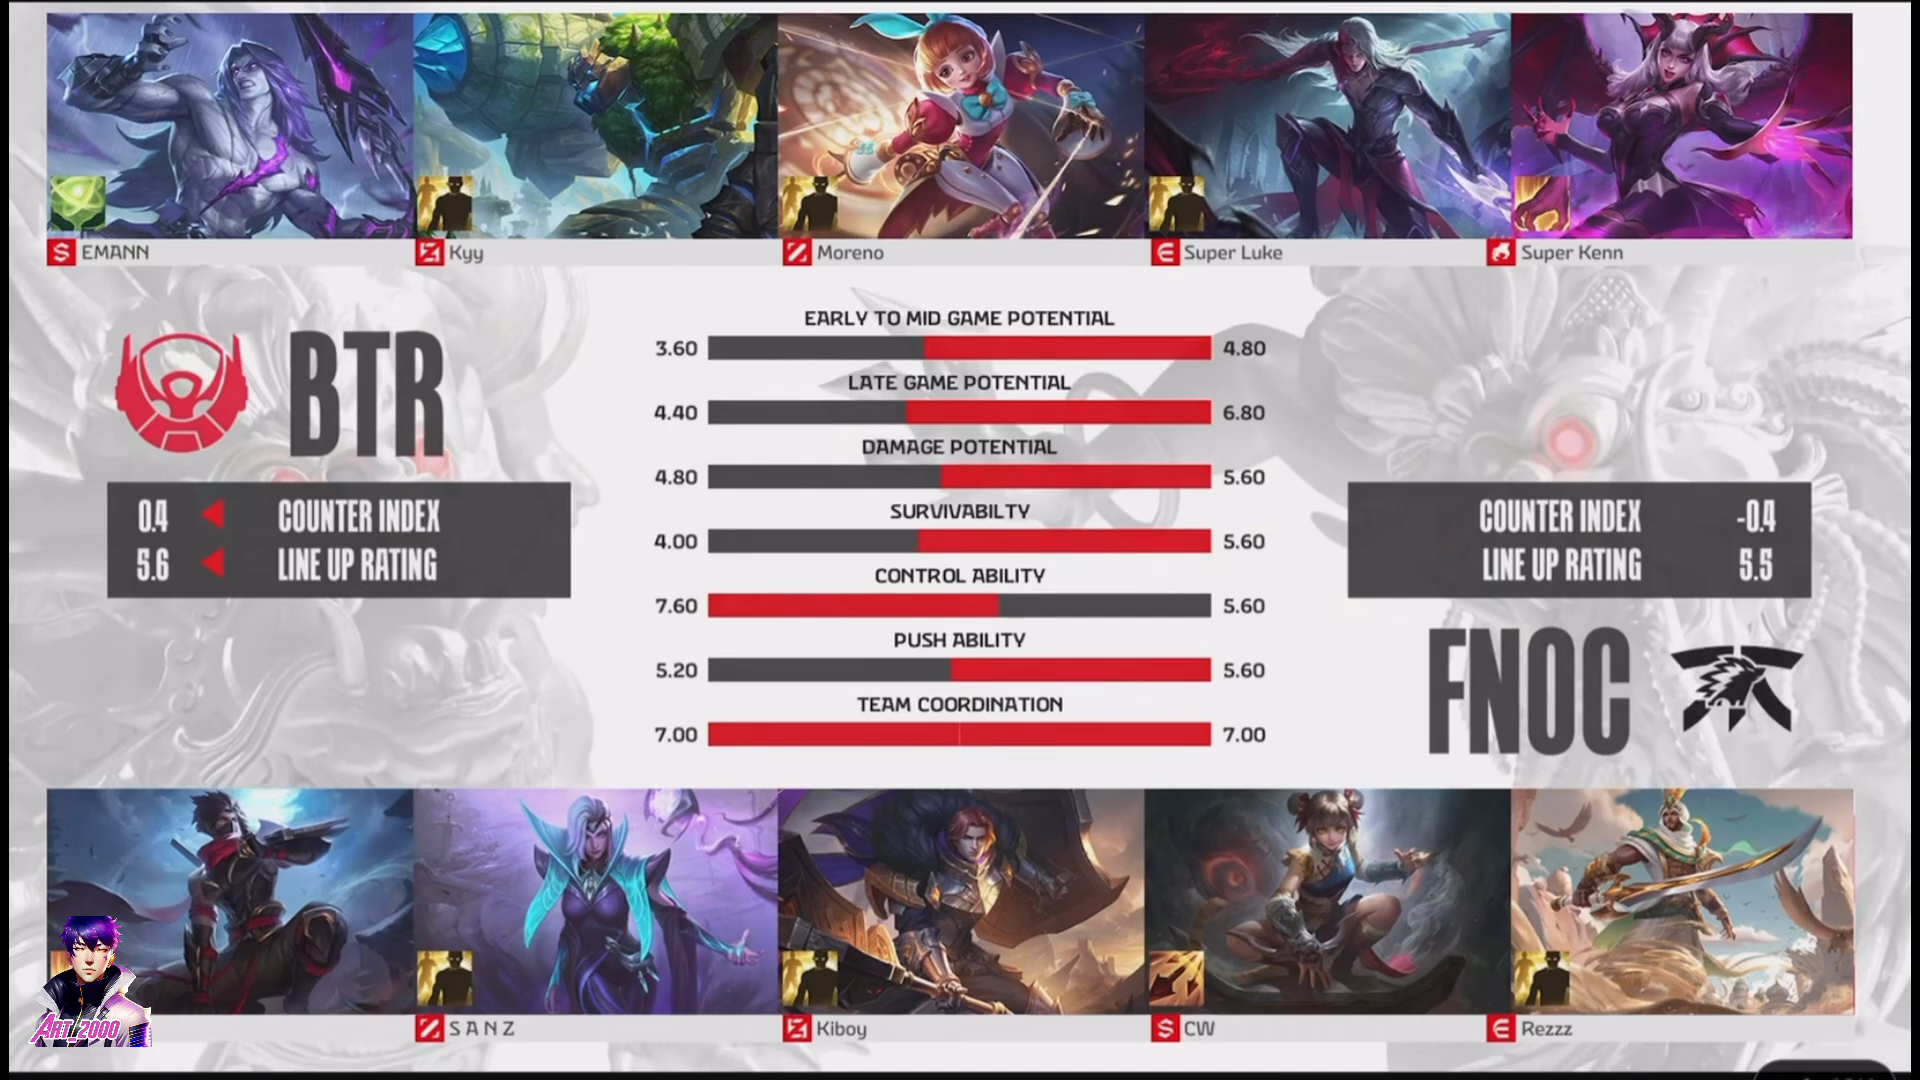 EMANN
Kyy
Moreno
Super Luke
Super Kenn
BTR
0.4 COUNTER INDEX
5.6 LINE UP RATING
EARLY TO MID GAME POTENTIAL
3.60 4.80
LATE GAME POTENTIAL
4.40 6.80
DAMAGE POTENTIAL
4.80 5.60
SURVIVABILTY
4.00 5.60
CONTROL ABILITY
7.60 5.60
PUSH ABILITY
5.20 5.60
TEAM COORDINATION
7.00 7.00
COUNTER INDEX -0.4
LINE UP RATING 5.5
FNOC
ART_2000
S A N Z
Kiboy
CW
Rezzz